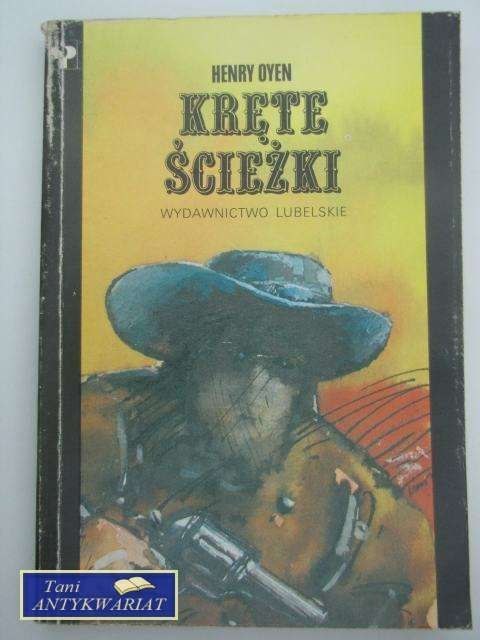 HENRY OYEN
KRĘTE
ŚCIEŻKI
WYDAWNICTWO LUBELSKIE
Tani
ANTYKWARIAT